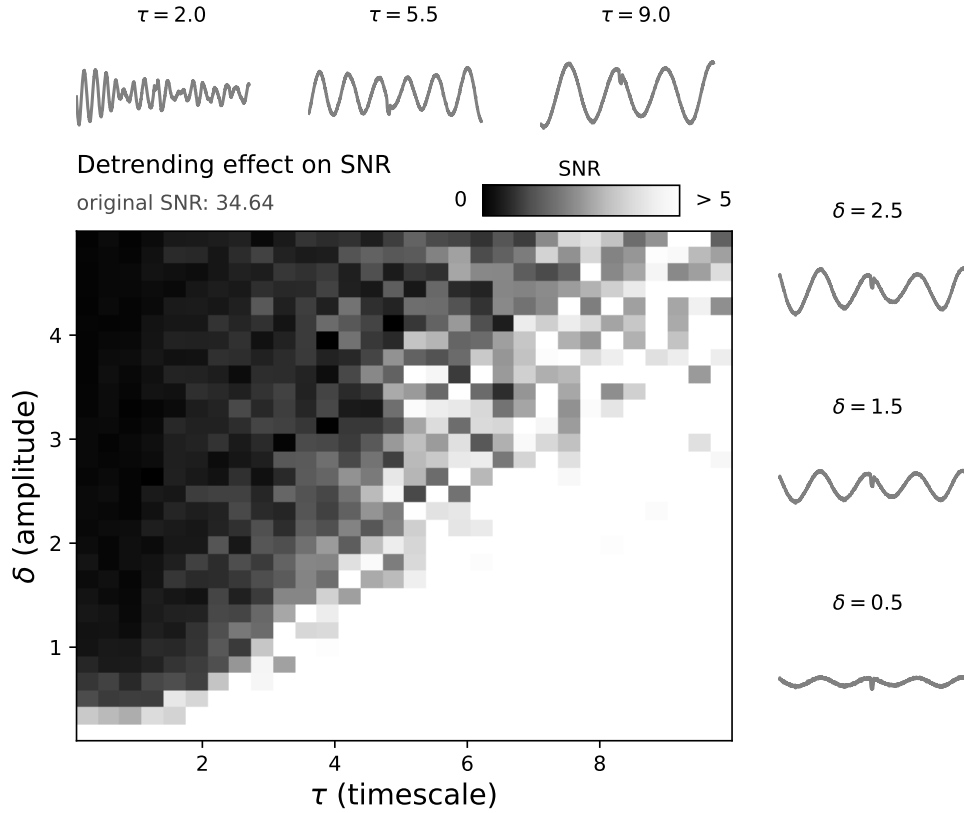 τ = 2.0 τ = 5.5 τ = 9.0
Detrending effect on SNR
original SNR: 34.64
SNR
0 > 5
δ = 2.5
δ = 1.5
δ = 0.5
4
3
2
1
δ (amplitude)
2 4 6 8
τ (timescale)